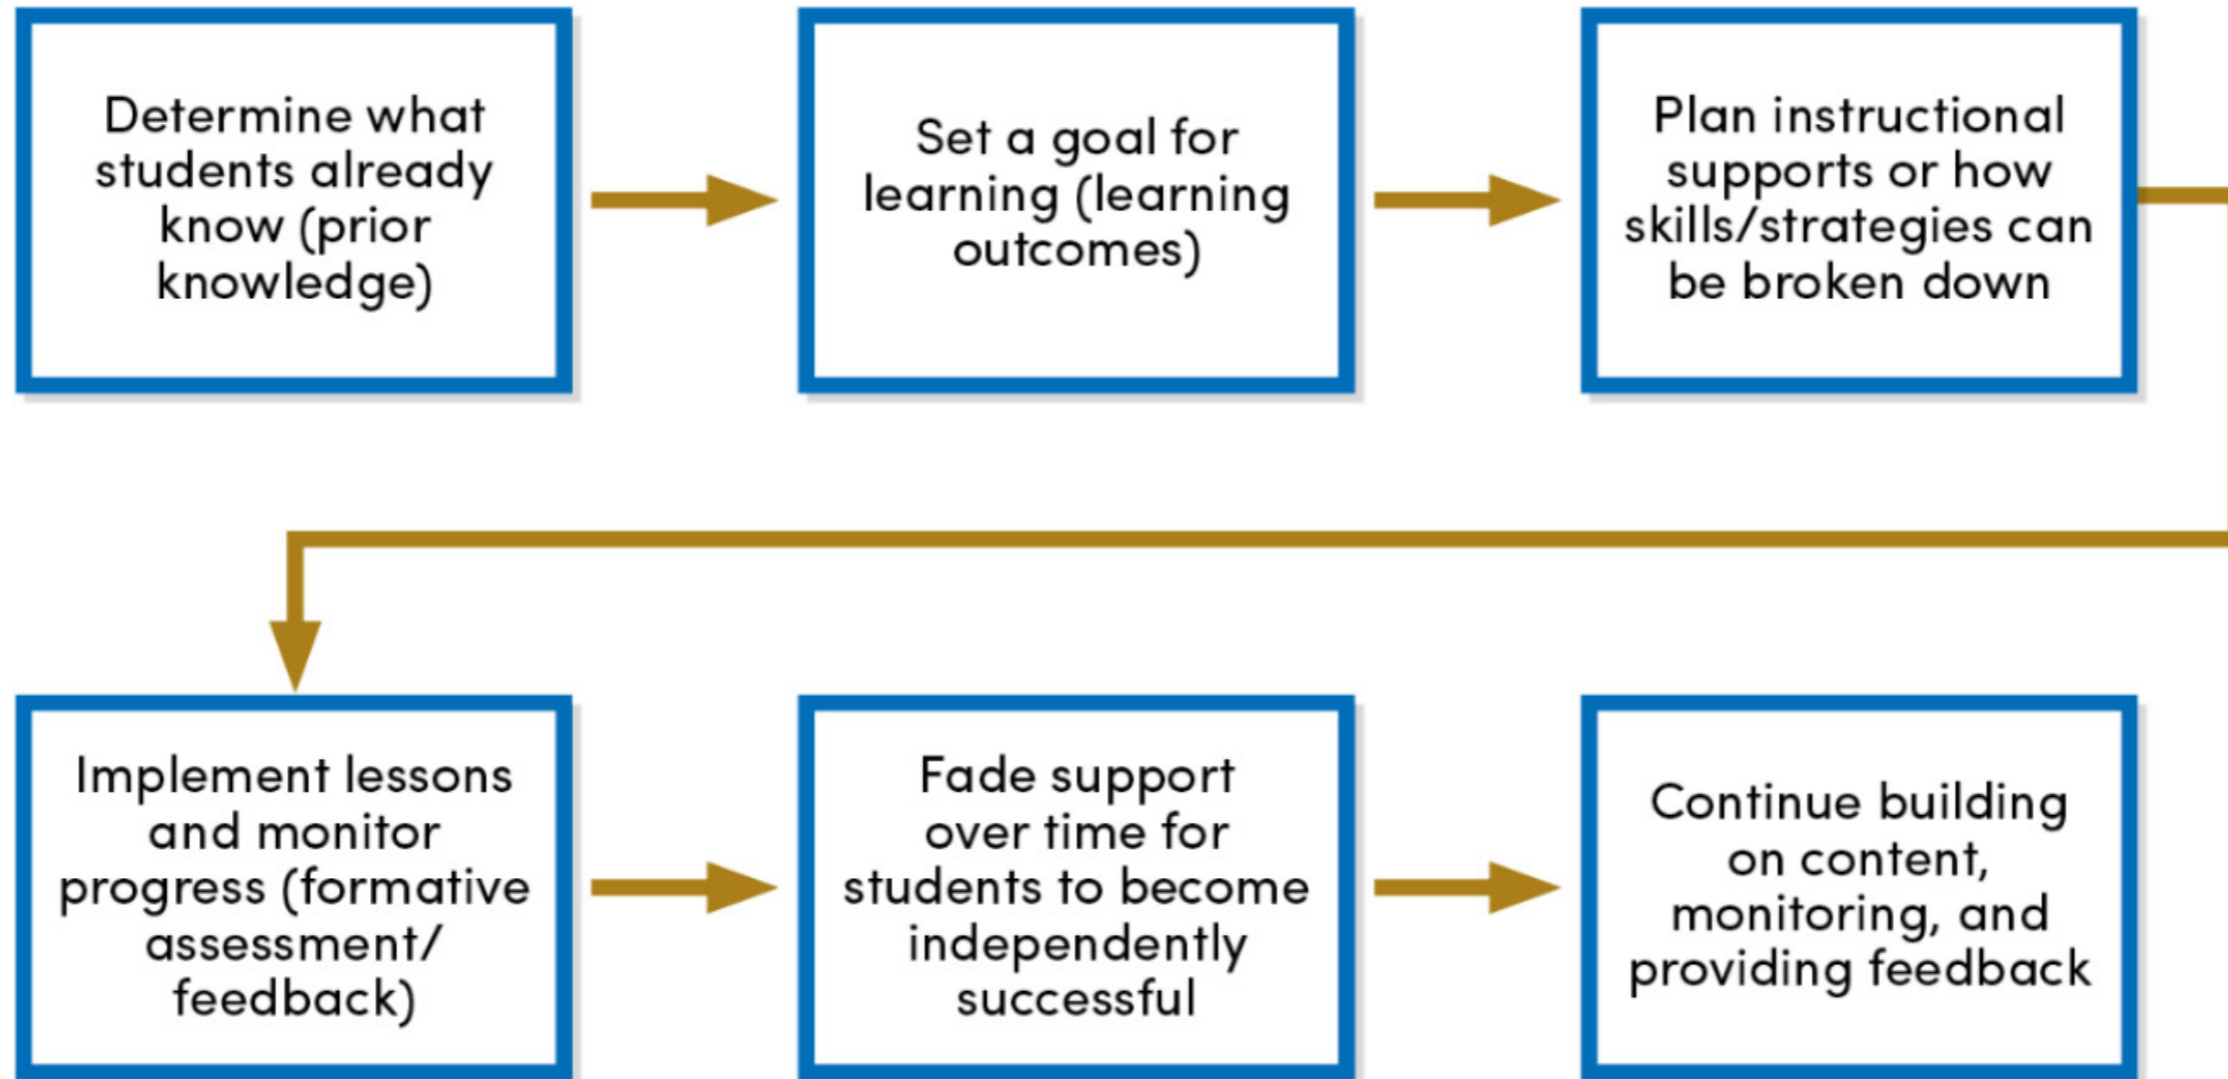 Determine what
students already
know (prior
knowledge)
Set a goal for
learning (learning
outcomes)
Plan instructional
supports or how
skills/strategies can
be broken down
Implement lessons
and monitor
progress (formative
assessment/
feedback)
Fade support
over time for
students to become
independently
successful
Continue building
on content,
monitoring, and
providing feedback